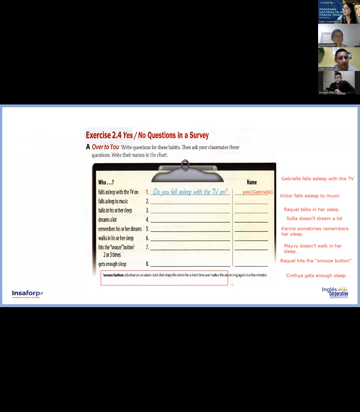 Exercise 2.4 Yes / No Questions in a Survey
A Over to You Write questions for these habits. Then ask your classmates three
questions. Write their names in the chart.
Who . . . ?
Name
falls asleep with the TV on 1. Do you fall asleep with the TV on? yes(Gabriela)
falls asleep to music 2.
talks in his or her sleep 3.
dreams a lot 4.
remembers his or her dreams 5.
walks in his or her sleep 6.
hits the "snooze button" 7.
2 or 3 times
gets enough sleep 8.
Gabriela falls asleep with the TV
Victor falls asleep to music
Raquel talks in her sleep
Sofia doesn't dream a lot
Karine sometimes remembers
her sleep
Mayvy doesn't walk in her
sleep.
Raquel hits the "snooze button"
Cinthya gets enough sleep.
Insaforp
Inglés
Corporativo